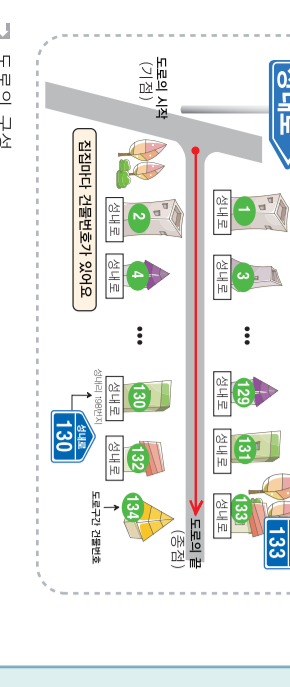 성내로
133
1
성내로
3
성내로
...
129
성내로
131
성내로
133
성내로
도로의 시작
(기점)
도로의 끝
(종점)
2
성내로
4
성내로
...
130
성내로
132
성내로
134
도로구간 건물번호
성내리 198번지
성내로
130
집집마다 건물번호가 있어요
도로의 구성